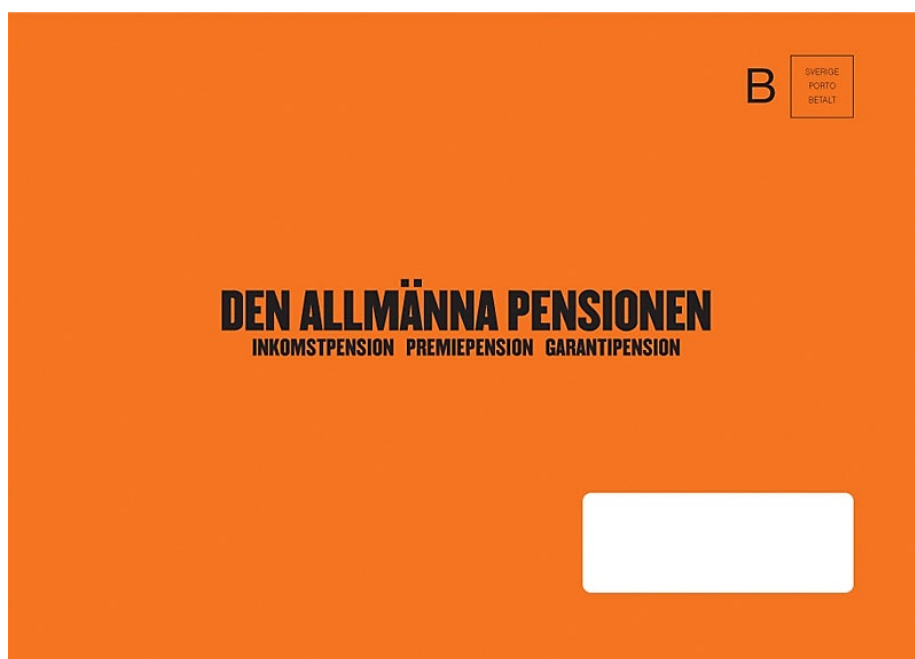 B
SVERIGE
PORTO
BETALT
DEN ALLMÄNNA PENSIONEN
INKOMSTPENSION PREMIEPENSION GARANTIPENSION